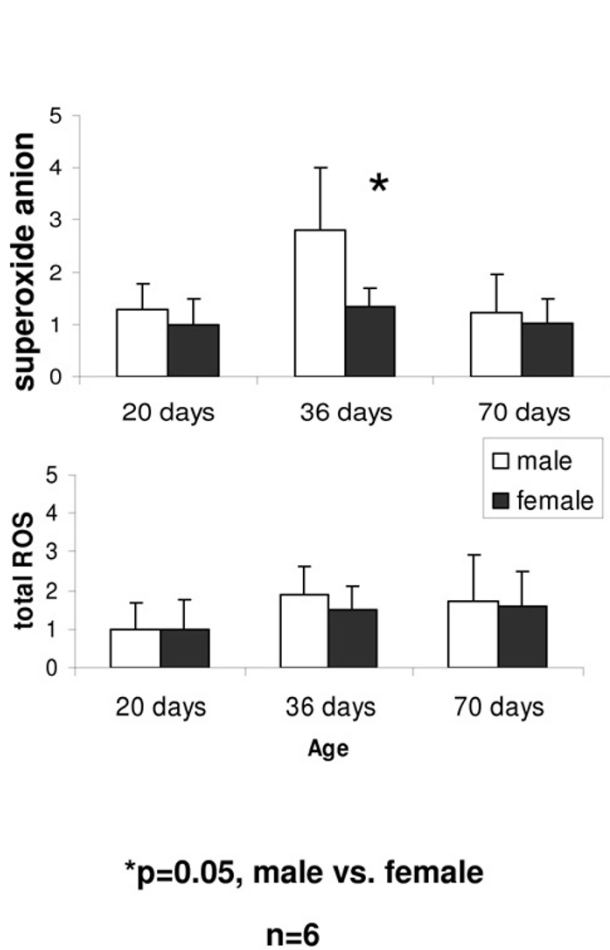 superoxide anion
5
4
3
2
1
0
*
20 days 36 days 70 days
male
female
total ROS
5
4
3
2
1
0
20 days 36 days 70 days
Age
*p=0.05, male vs. female
n=6